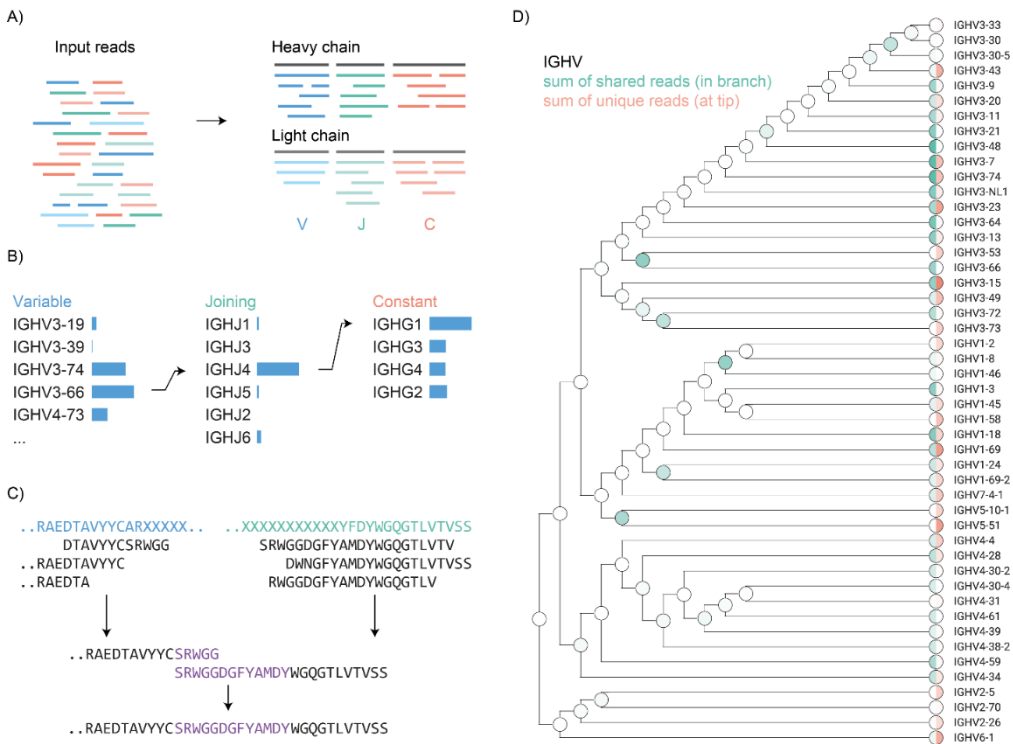 A)
Input reads
Heavy chain
Light chain
V J C
B)
Variable Joining Constant
IGHV3-19 IGHJ1 IGHG1
IGHV3-39 IGHJ3 IGHG3
IGHV3-74 IGHJ4 IGHG4
IGHV3-66 IGHJ5 IGHG2
IGHV4-73 IGHJ2
... IGHJ6
C)
..RAEDTAVYYCARXXXXX.. ..XXXXXXXXXXXYFDYWGQGTLVTVSS
DTAVYYCSRWGG SRWGGDGFYAMDYWGQGTLVTV
..RAEDTAVYYC DWNGFYAMDYWGQGTLVTVSS
..RAEDTA RWGGDGFYAMDYWGQGTLV
..RAEDTAVYYCSRWGG
SRWGGDGFYAMDYWGQGTLVTVSS
..RAEDTAVYYCSRWGGDGFYAMDYWGQGTLVTVSS
D)
IGHV
sum of shared reads (in branch)
sum of unique reads (at tip)
IGHV3-33
IGHV3-30
IGHV3-30-5
IGHV3-43
IGHV3-9
IGHV3-20
IGHV3-11
IGHV3-21
IGHV3-48
IGHV3-7
IGHV3-74
IGHV3-NL1
IGHV3-23
IGHV3-64
IGHV3-13
IGHV3-53
IGHV3-66
IGHV3-15
IGHV3-49
IGHV3-72
IGHV3-73
IGHV1-2
IGHV1-8
IGHV1-46
IGHV1-3
IGHV1-45
IGHV1-58
IGHV1-18
IGHV1-69
IGHV1-24
IGHV1-69-2
IGHV7-4-1
IGHV5-10-1
IGHV5-51
IGHV4-4
IGHV4-28
IGHV4-30-2
IGHV4-30-4
IGHV4-31
IGHV4-61
IGHV4-39
IGHV4-38-2
IGHV4-59
IGHV4-34
IGHV2-5
IGHV2-70
IGHV2-26
IGHV6-1